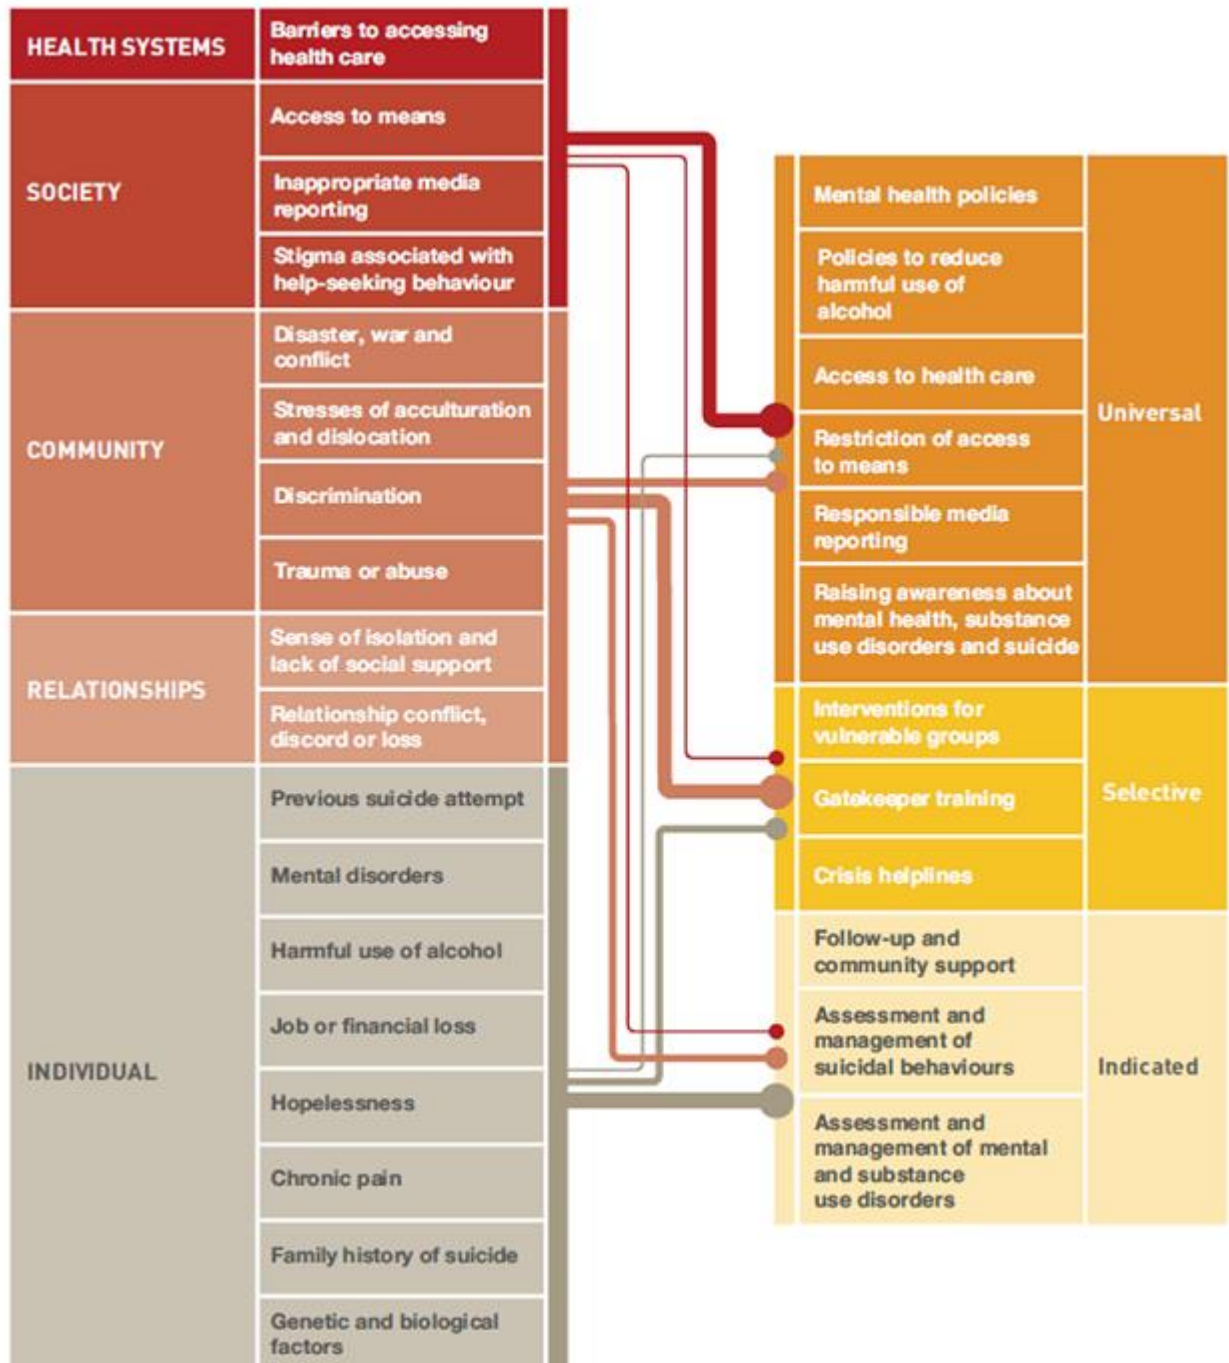 HEALTH SYSTEMS
Barriers to accessing
health care
SOCIETY
Access to means
Inappropriate media
reporting
Stigma associated with
help-seeking behaviour
COMMUNITY
Disaster, war and
conflict
Stresses of acculturation
and dislocation
Discrimination
Trauma or abuse
RELATIONSHIPS
Sense of isolation and
lack of social support
Relationship conflict,
discord or loss
INDIVIDUAL
Previous suicide attempt
Mental disorders
Harmful use of alcohol
Job or financial loss
Hopelessness
Chronic pain
Family history of suicide
Genetic and biological
factors
Mental health policies
Policies to reduce
harmful use of
alcohol
Access to health care
Restriction of access
to means
Responsible media
reporting
Raising awareness about
mental health, substance
use disorders and suicide
Universal
Interventions for
vulnerable groups
Gatekeeper training
Crisis helplines
Selective
Follow-up and
community support
Assessment and
management of
suicidal behaviours
Assessment and
management of mental
and substance
use disorders
Indicated